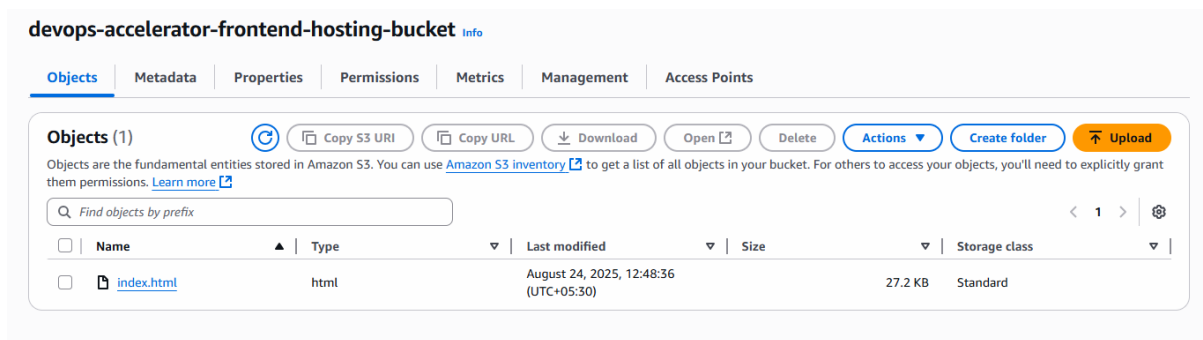 devops-accelerator-frontend-hosting-bucket Info
Objects Metadata Properties Permissions Metrics Management Access Points
Objects (1) Copy S3 URI Copy URL Download Open Delete Actions Create folder Upload
Objects are the fundamental entities stored in Amazon S3. You can use Amazon S3 inventory to get a list of all objects in your bucket. For others to access your objects, you'll need to explicitly grant
them permissions. Learn more
Find objects by prefix
1
Name Type Last modified Size Storage class
index.html html August 24, 2025, 12:48:36 (UTC+05:30) 27.2 KB Standard